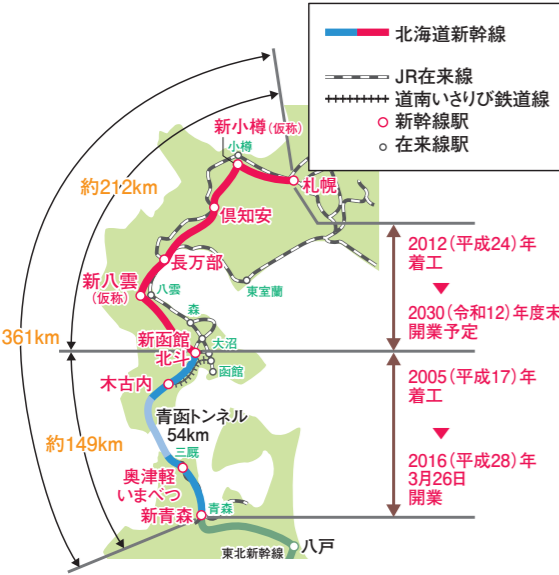 北海道新幹線
JR在来線
道南いさりび鉄道線
新幹線駅
在来線駅
新小樽(仮称)
小樽
札幌
約212km
倶知安
2012(平成24)年
着工
長万部
新八雲
(仮称)
八雲
東室蘭
2030(令和12)年度末
開業予定
森
361km
新函館
北斗
大沼
函館
2005(平成17)年
着工
木古内
青函トンネル
54km
約149km
三厩
2016(平成28)年
3月26日
開業
奥津軽
いまべつ
新青森
青森
東北新幹線
八戸